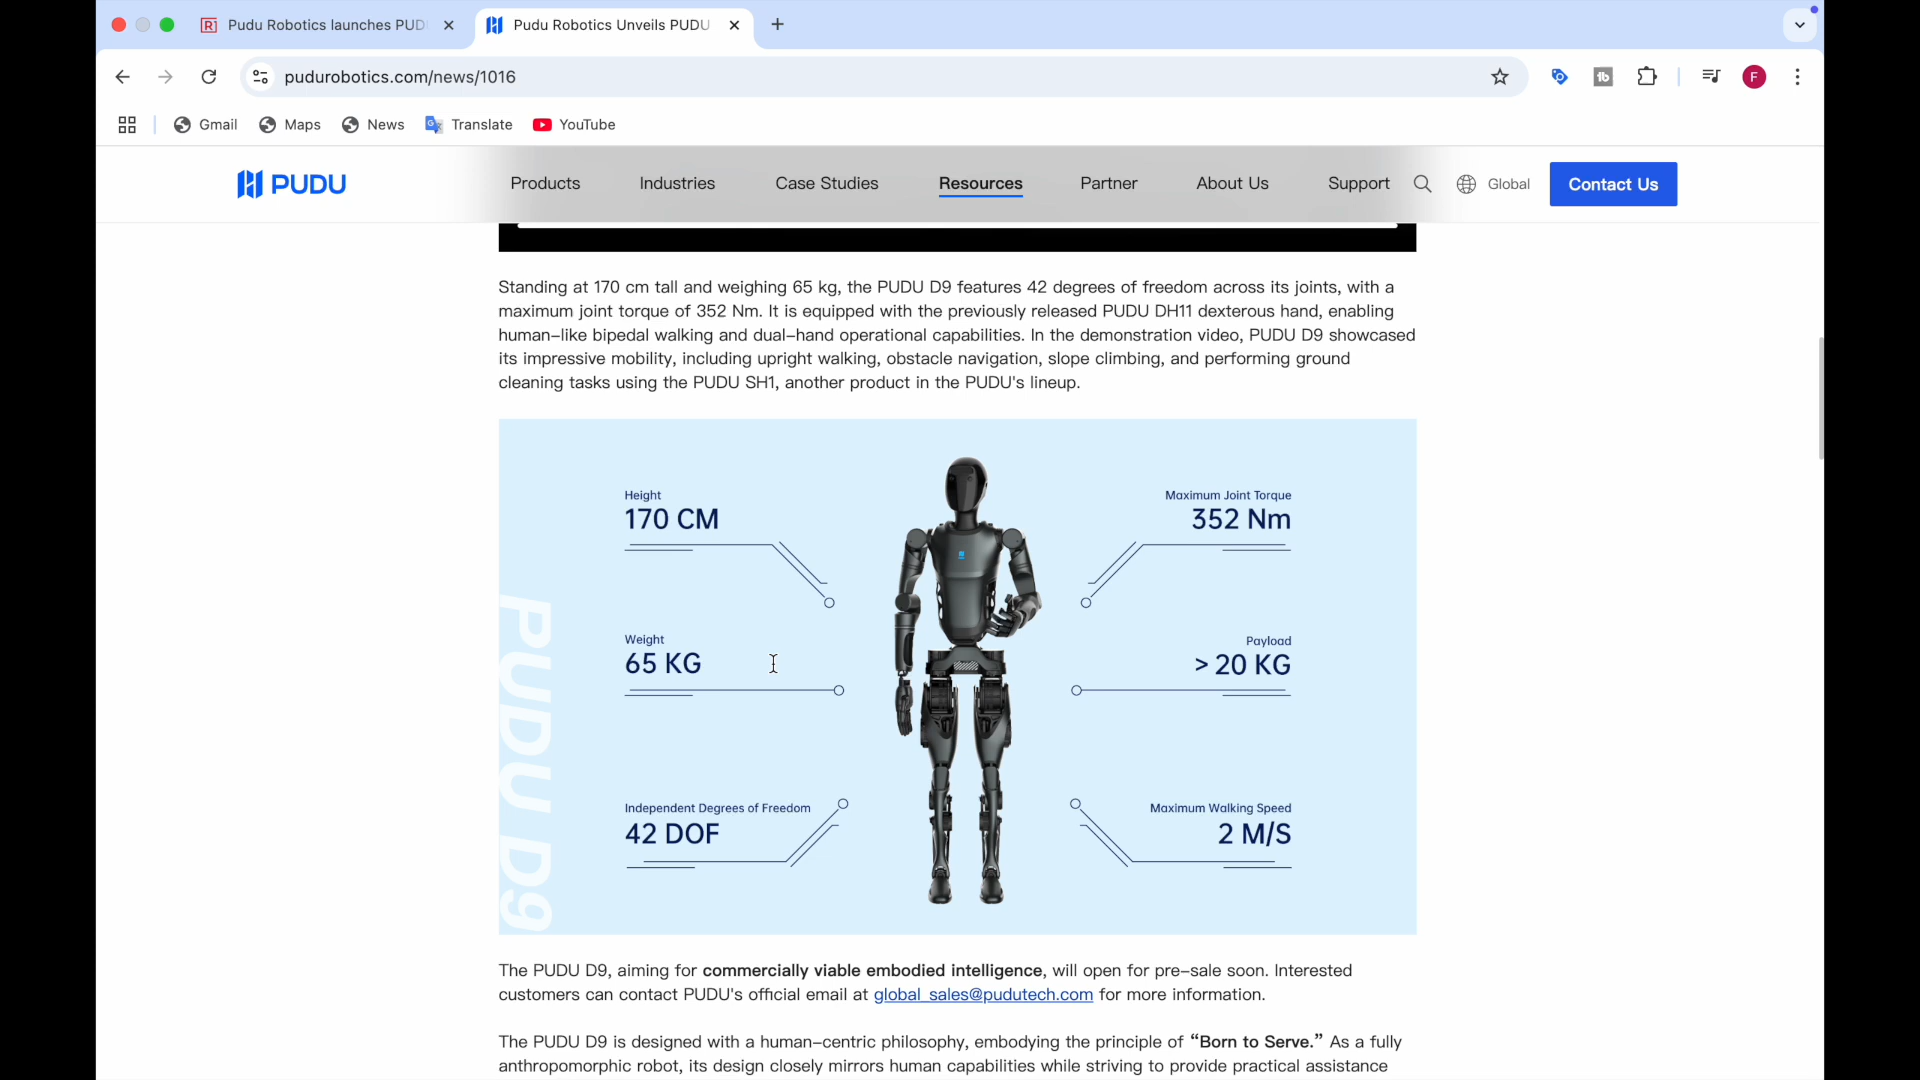 Pudu Robotics launches PUD
Pudu Robotics Unveils PUDU
pudurobotics.com/news/1016
F
Gmail
Maps
News
Translate
YouTube
PUDU
Products
Industries
Case Studies
Resources
Partner
About Us
Support
Global
Contact Us
Standing at 170 cm tall and weighing 65 kg, the PUDU D9 features 42 degrees of freedom across its joints, with a
maximum joint torque of 352 Nm. It is equipped with the previously released PUDU DH11 dexterous hand, enabling
human-like bipedal walking and dual-hand operational capabilities. In the demonstration video, PUDU D9 showcased
its impressive mobility, including upright walking, obstacle navigation, slope climbing, and performing ground
cleaning tasks using the PUDU SH1, another product in the PUDU's lineup.
Height
170 CM
Maximum Joint Torque
352 Nm
Weight
65 KG
Payload
> 20 KG
Independent Degrees of Freedom
42 DOF
Maximum Walking Speed
2 M/S
PUDU D9
The PUDU D9, aiming for commercially viable embodied intelligence, will open for pre-sale soon. Interested
customers can contact PUDU's official email at global_sales@pudutech.com for more information.
The PUDU D9 is designed with a human-centric philosophy, embodying the principle of “Born to Serve.” As a fully
anthropomorphic robot, its design closely mirrors human capabilities while striving to provide practical assistance